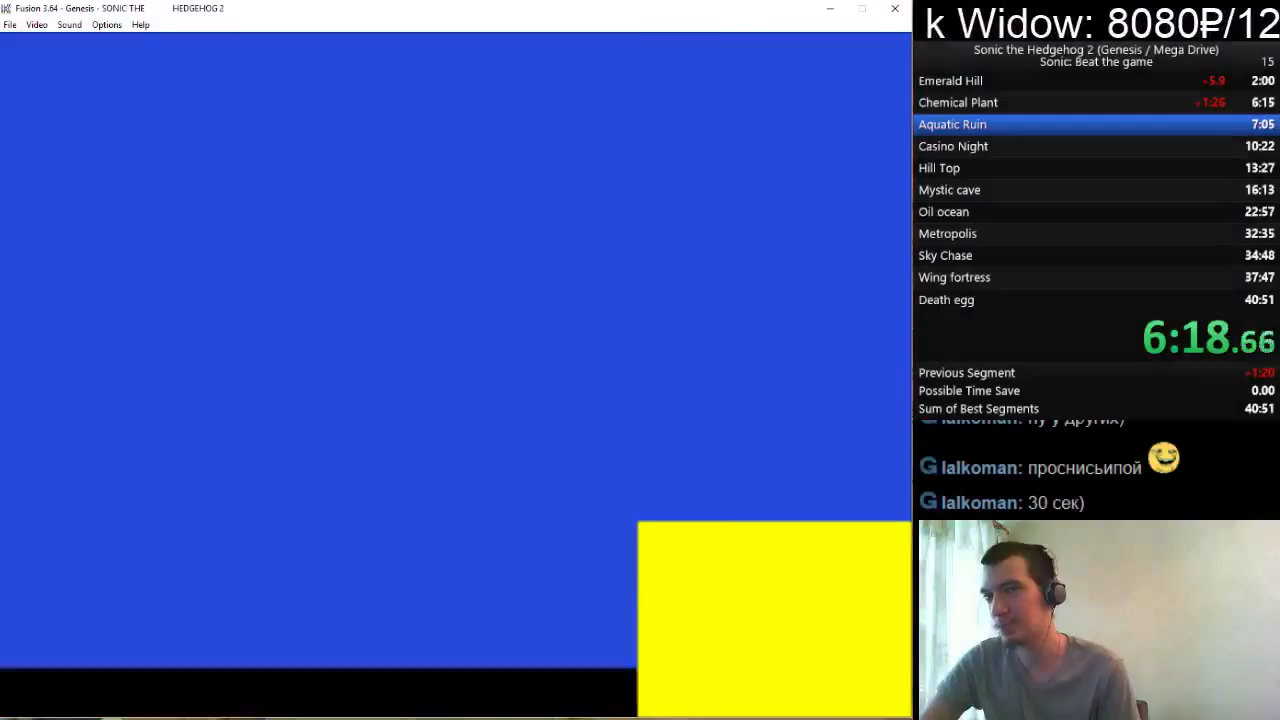 Fusion 3.64 - Genesis - SONIC THE HEDGEHOG 2
File Video Sound Options Help
k Widow: 8080₽/12
Sonic the Hedgehog 2 (Genesis / Mega Drive)
Sonic: Beat the game 15
Emerald Hill +5.9 2:00
Chemical Plant +1:26 6:15
Aquatic Ruin 7:05
Casino Night 10:22
Hill Top 13:27
Mystic cave 16:13
Oil ocean 22:57
Metropolis 32:35
Sky Chase 34:48
Wing fortress 37:47
Death egg 40:51
6:18.66
Previous Segment +1:20
Possible Time Save 0.00
Sum of Best Segments 40:51
lalkoman: ну у других)
lalkoman: проснисьипой
lalkoman: 30 сек)